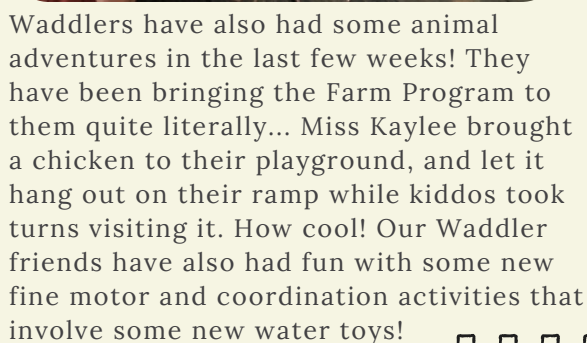 Waddlers have also had some animal
adventures in the last few weeks! They
have been bringing the Farm Program to
them quite literally... Miss Kaylee brought
a chicken to their playground, and let it
hang out on their ramp while kiddos took
turns visiting it. How cool! Our Waddler
friends have also had fun with some new
fine motor and coordination activities that
involve some new water toys!